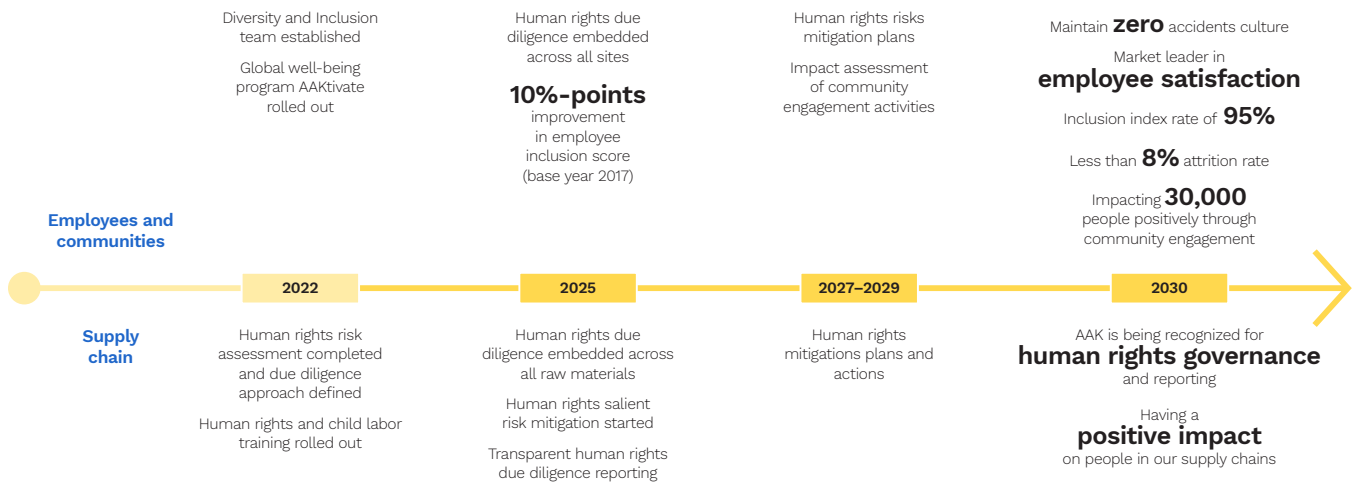 Diversity and Inclusion
team established
Global well-being
program AAKtivate
rolled out
Human rights due
diligence embedded
across all sites
10%-points
improvement
in employee
inclusion score
(base year 2017)
Human rights risks
mitigation plans
Impact assessment
of community
engagement activities
Maintain zero accidents culture
Market leader in
employee satisfaction
Inclusion index rate of 95%
Less than 8% attrition rate
Impacting 30,000
people positively through
community engagement
Employees and
communities
2022
2025
2027–2029
2030
Supply
chain
Human rights risk
assessment completed
and due diligence
approach defined
Human rights and child labor
training rolled out
Human rights due
diligence embedded across
all raw materials
Human rights salient
risk mitigation started
Transparent human rights
due diligence reporting
Human rights
mitigations plans and
actions
AAK is being recognized for
human rights governance
and reporting
Having a
positive impact
on people in our supply chains